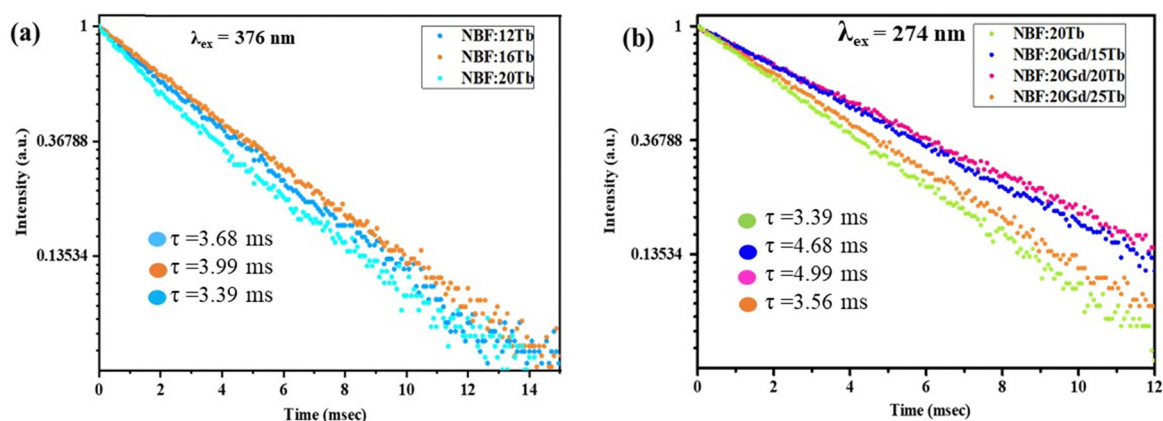 (a)
λex = 376 nm
NBF:12Tb
NBF:16Tb
NBF:20Tb
1
0.36788
0.13534
Intensity (a.u.)
τ =3.68 ms
τ =3.99 ms
τ =3.39 ms
0 2 4 6 8 10 12 14
Time (msec)
(b)
λex = 274 nm
NBF:20Tb
NBF:20Gd/15Tb
NBF:20Gd/20Tb
NBF:20Gd/25Tb
1
0.36788
0.13534
Intensity (a.u.)
τ =3.39 ms
τ =4.68 ms
τ =4.99 ms
τ =3.56 ms
0 2 4 6 8 10 12
Time (msec)